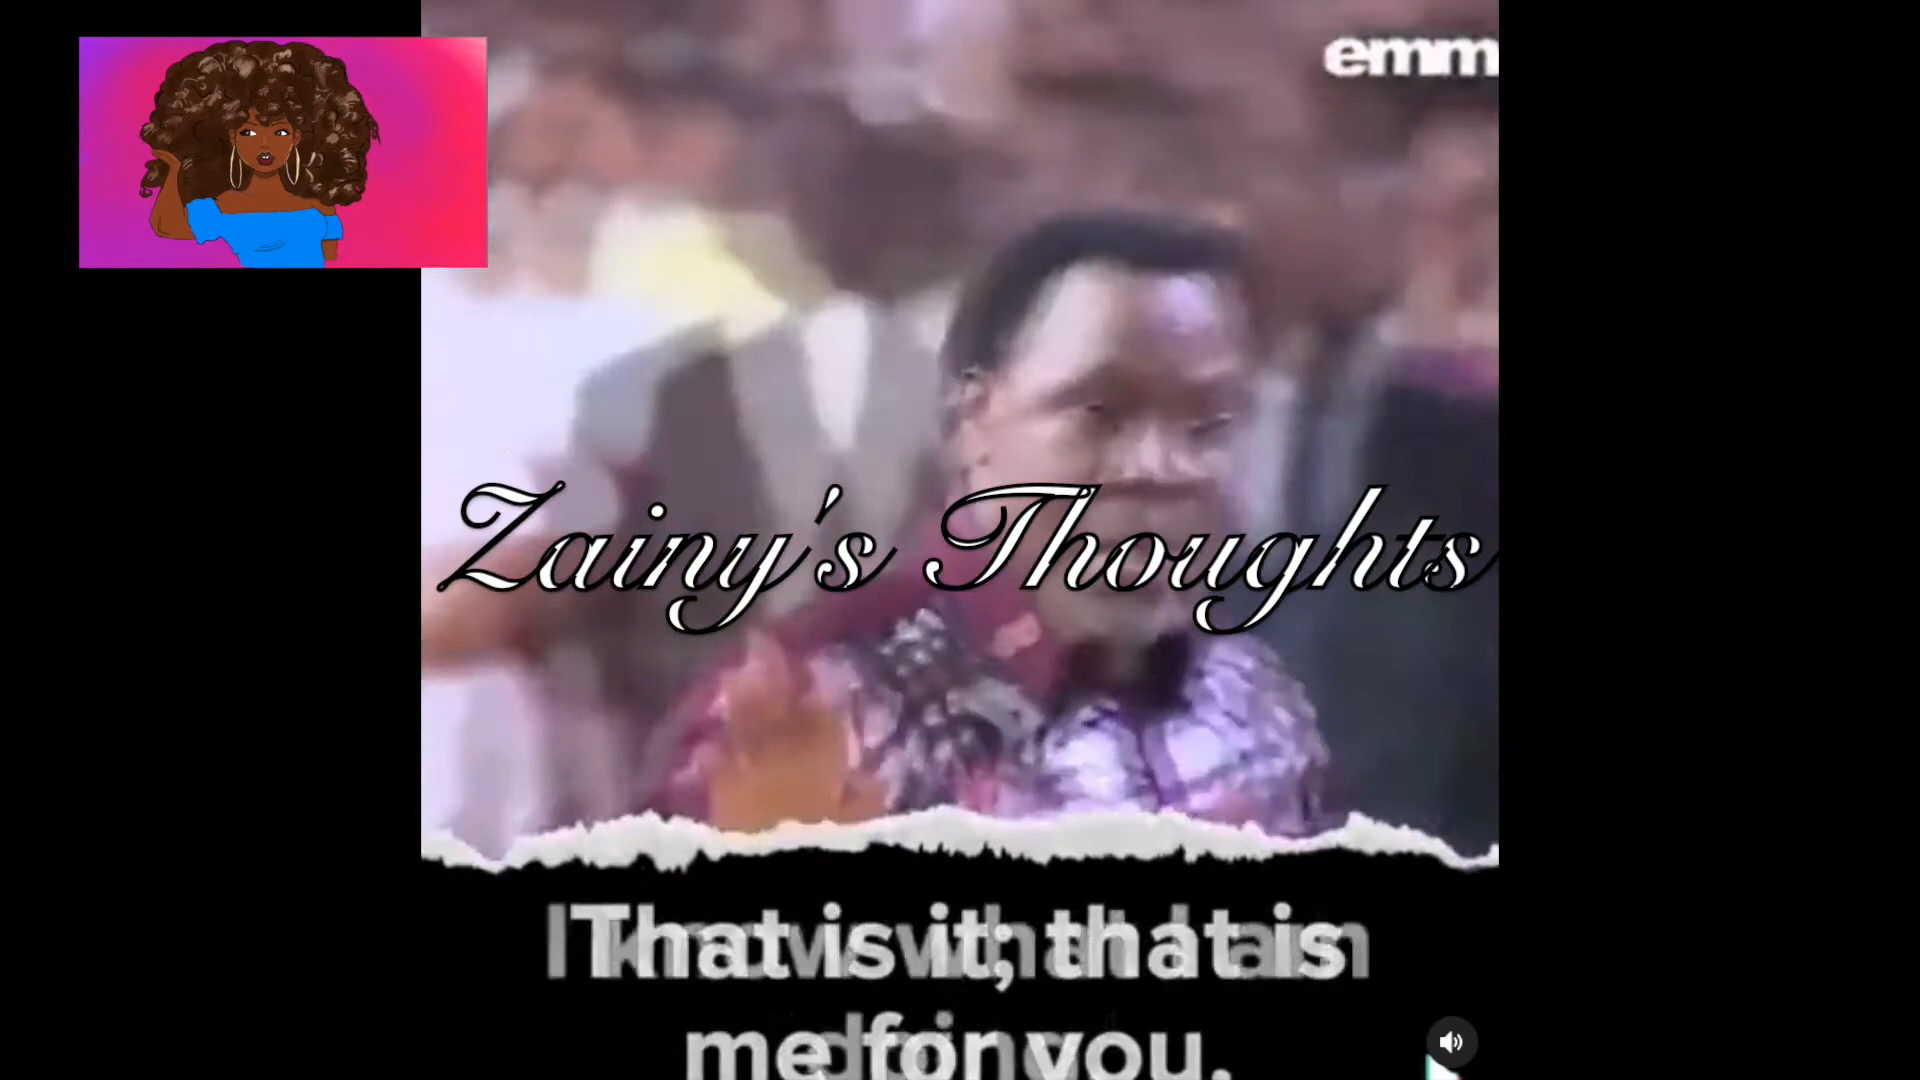 emm
Zainy's Thoughts
That is it; that is
me for you.